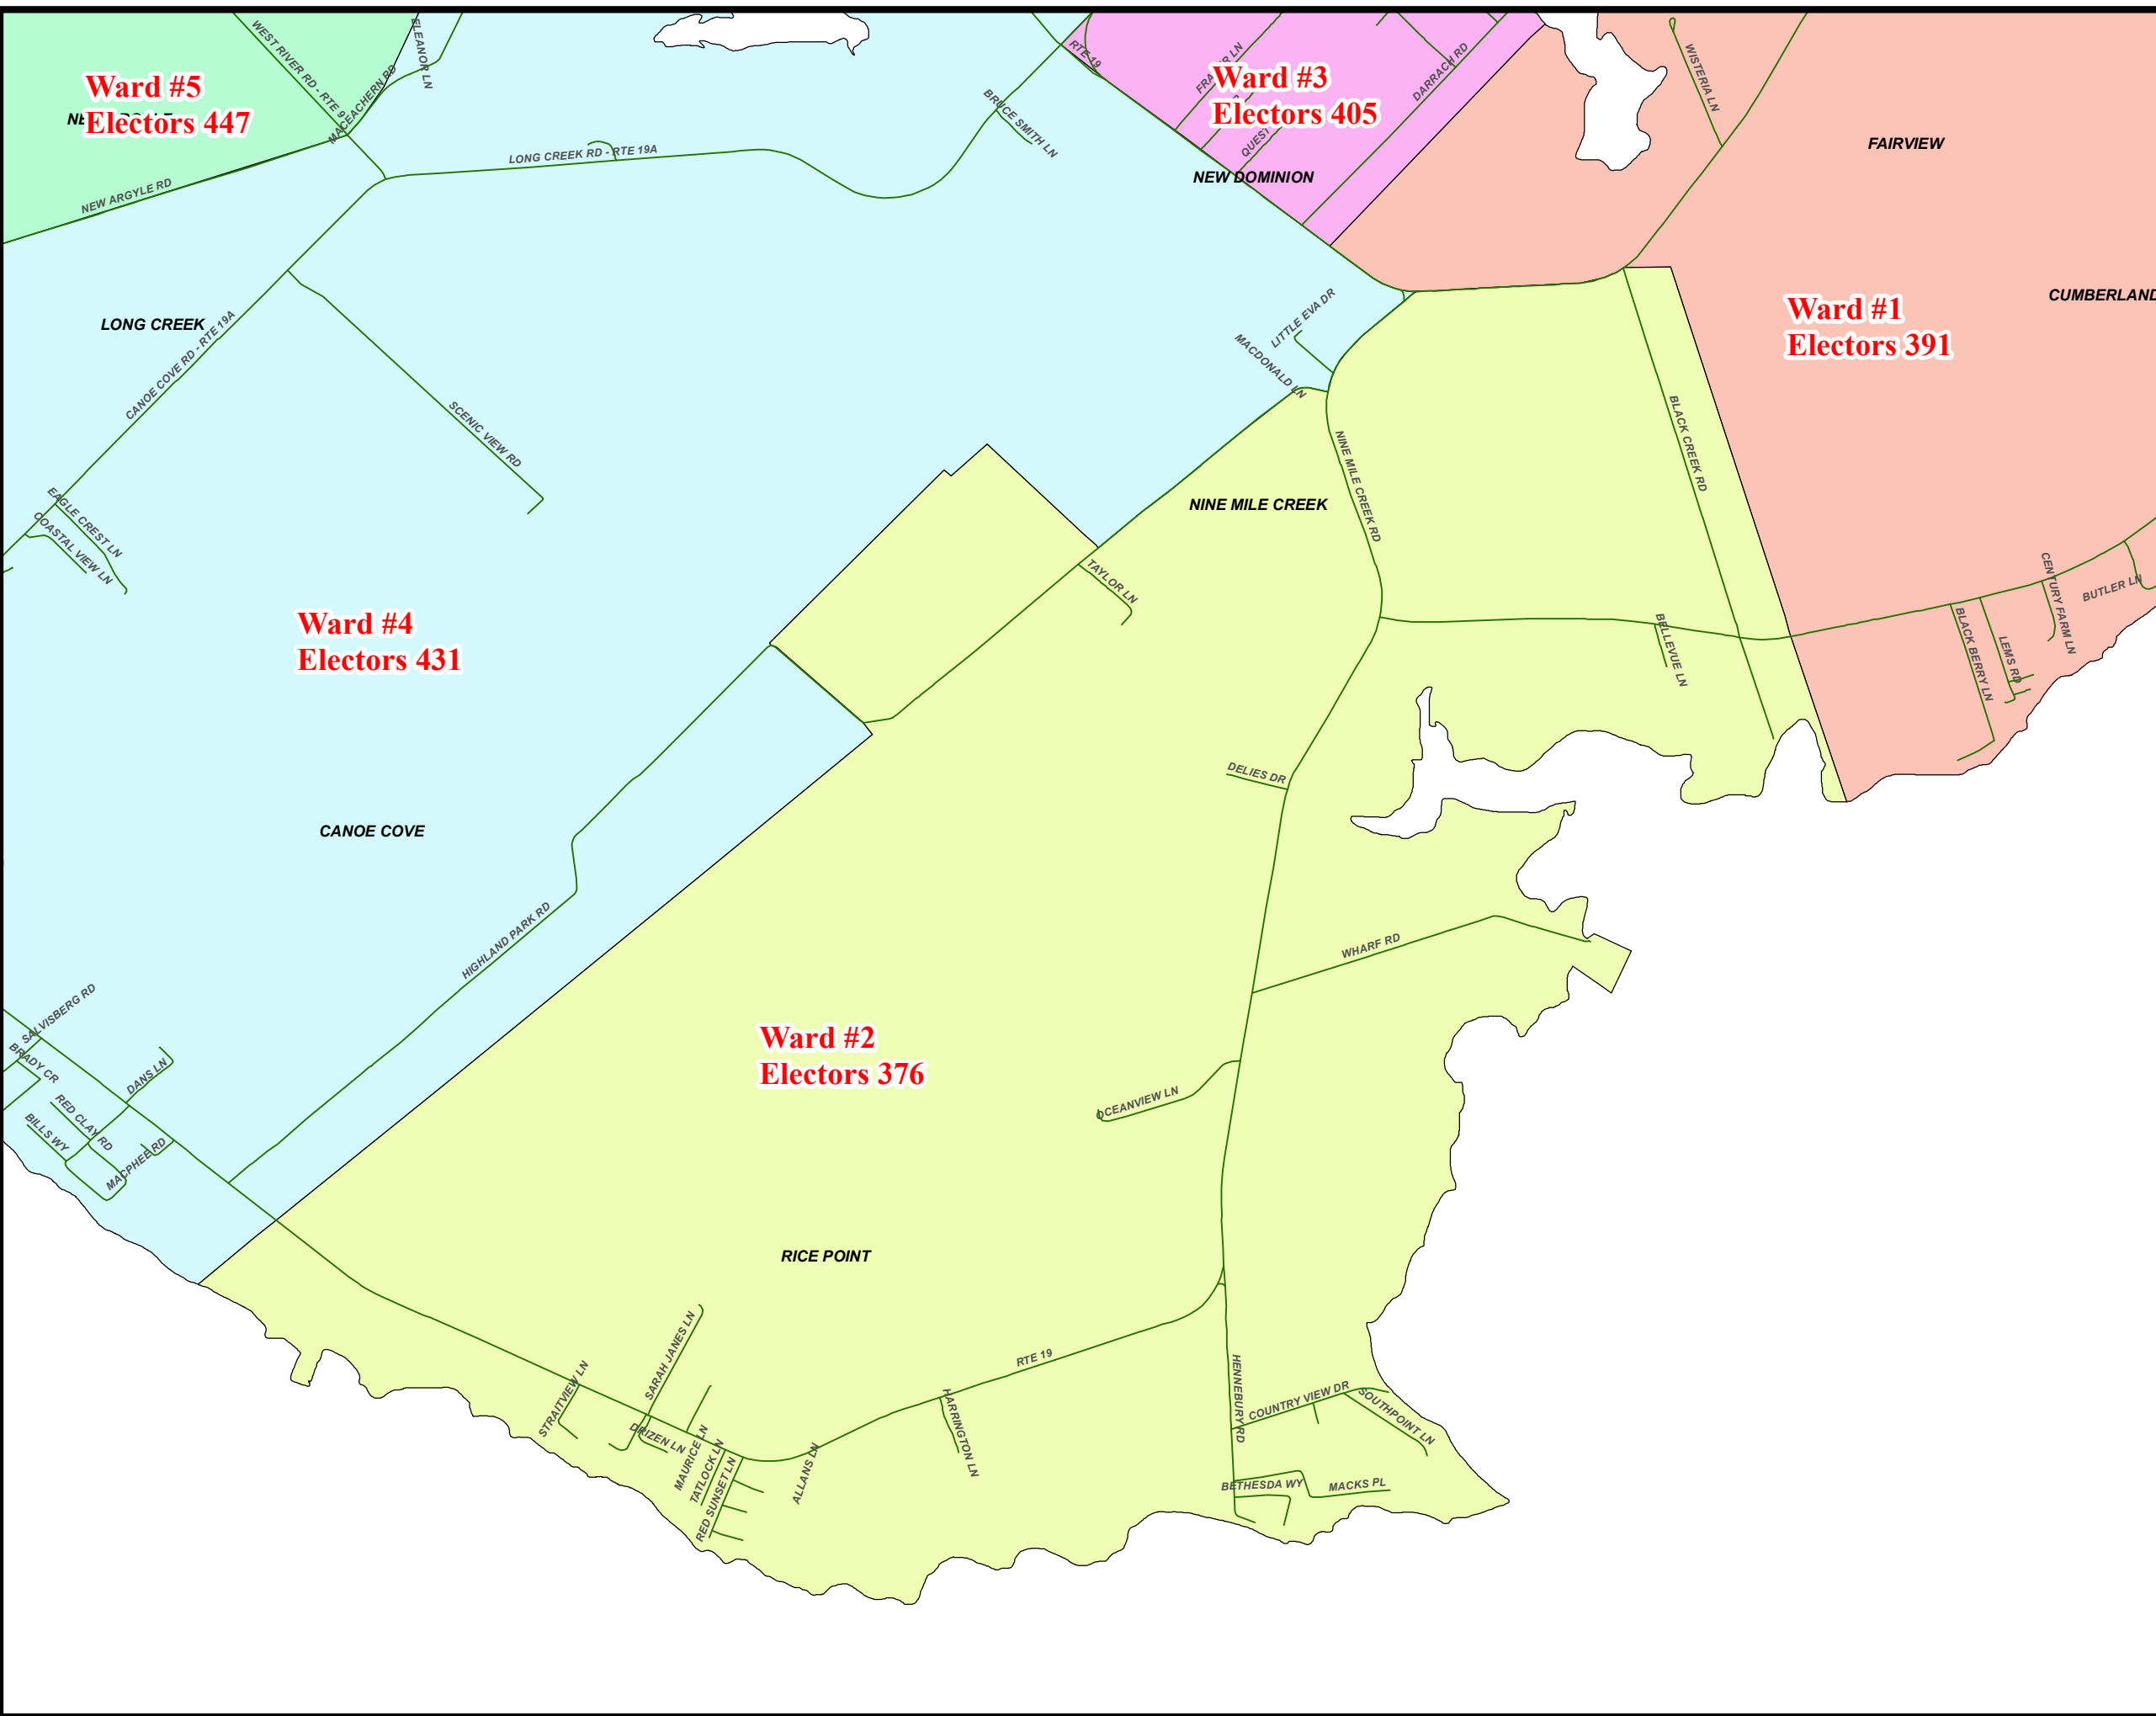 WEST RIVER RD - RTE 9
ELEANOR LN
MACEACHERN RD
Ward #5
Electors 447
NEW ARGYLE RD
LONG CREEK RD - RTE 19A
BRUCE SMITH LN
RTE 19
FRASER LN
DARRACH RD
Ward #3
Electors 405
QUEST
NEW DOMINION
WISTERIA LN
FAIRVIEW
CUMBERLAND
Ward #1
Electors 391
LONG CREEK
CANOE COVE RD - RTE 19A
SCENIC VIEW RD
LITTLE EVA DR
MACDONALD LN
NINE MILE CREEK RD
BLACK CREEK RD
NINE MILE CREEK
EAGLE CREST LN
COASTAL VIEW LN
TAYLOR LN
Ward #4
Electors 431
BELLEVUE LN
BLACK BERRY LN
LEMS RD
CENTURY FARM LN
BUTLER LN
DELIES DR
CANOE COVE
HIGHLAND PARK RD
WHARF RD
SALVISBERG RD
BRADY CR
DANS LN
RED CLAY RD
BILLS WY
MACPHEE RD
Ward #2
Electors 376
OCEANVIEW LN
RICE POINT
SARAH JANES LN
STRAITVIEW LN
DRIZEN LN
MAURICE LN
TATLOCK LN
RED SUNSET LN
ALLANS LN
RTE 19
HARRINGTON LN
HENNEBURY RD
COUNTRY VIEW DR
SOUTHPOINT LN
BETHESDA WY
MACKS PL